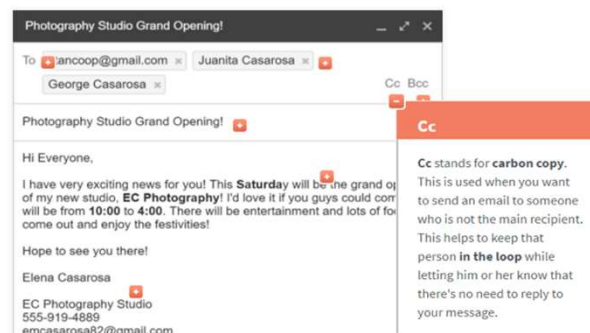 Photography Studio Grand Opening!
To tancoop@gmail.com × Juanita Casarosa ×
George Casarosa × Cc Bcc
Photography Studio Grand Opening!
Hi Everyone,
I have very exciting news for you! This Saturday will be the grand
of my new studio, EC Photography! I'd love it if you guys could
will be from 10:00 to 4:00. There will be entertainment and lots of
come out and enjoy the festivities!
Hope to see you there!
Elena Casarosa
EC Photography Studio
555-919-4889
emcasarosa82@gmail.com
Cc
Cc stands for carbon copy.
This is used when you want
to send an email to someone
who is not the main recipient.
This helps to keep that
person in the loop while
letting him or her know that
there's no need to reply to
your message.